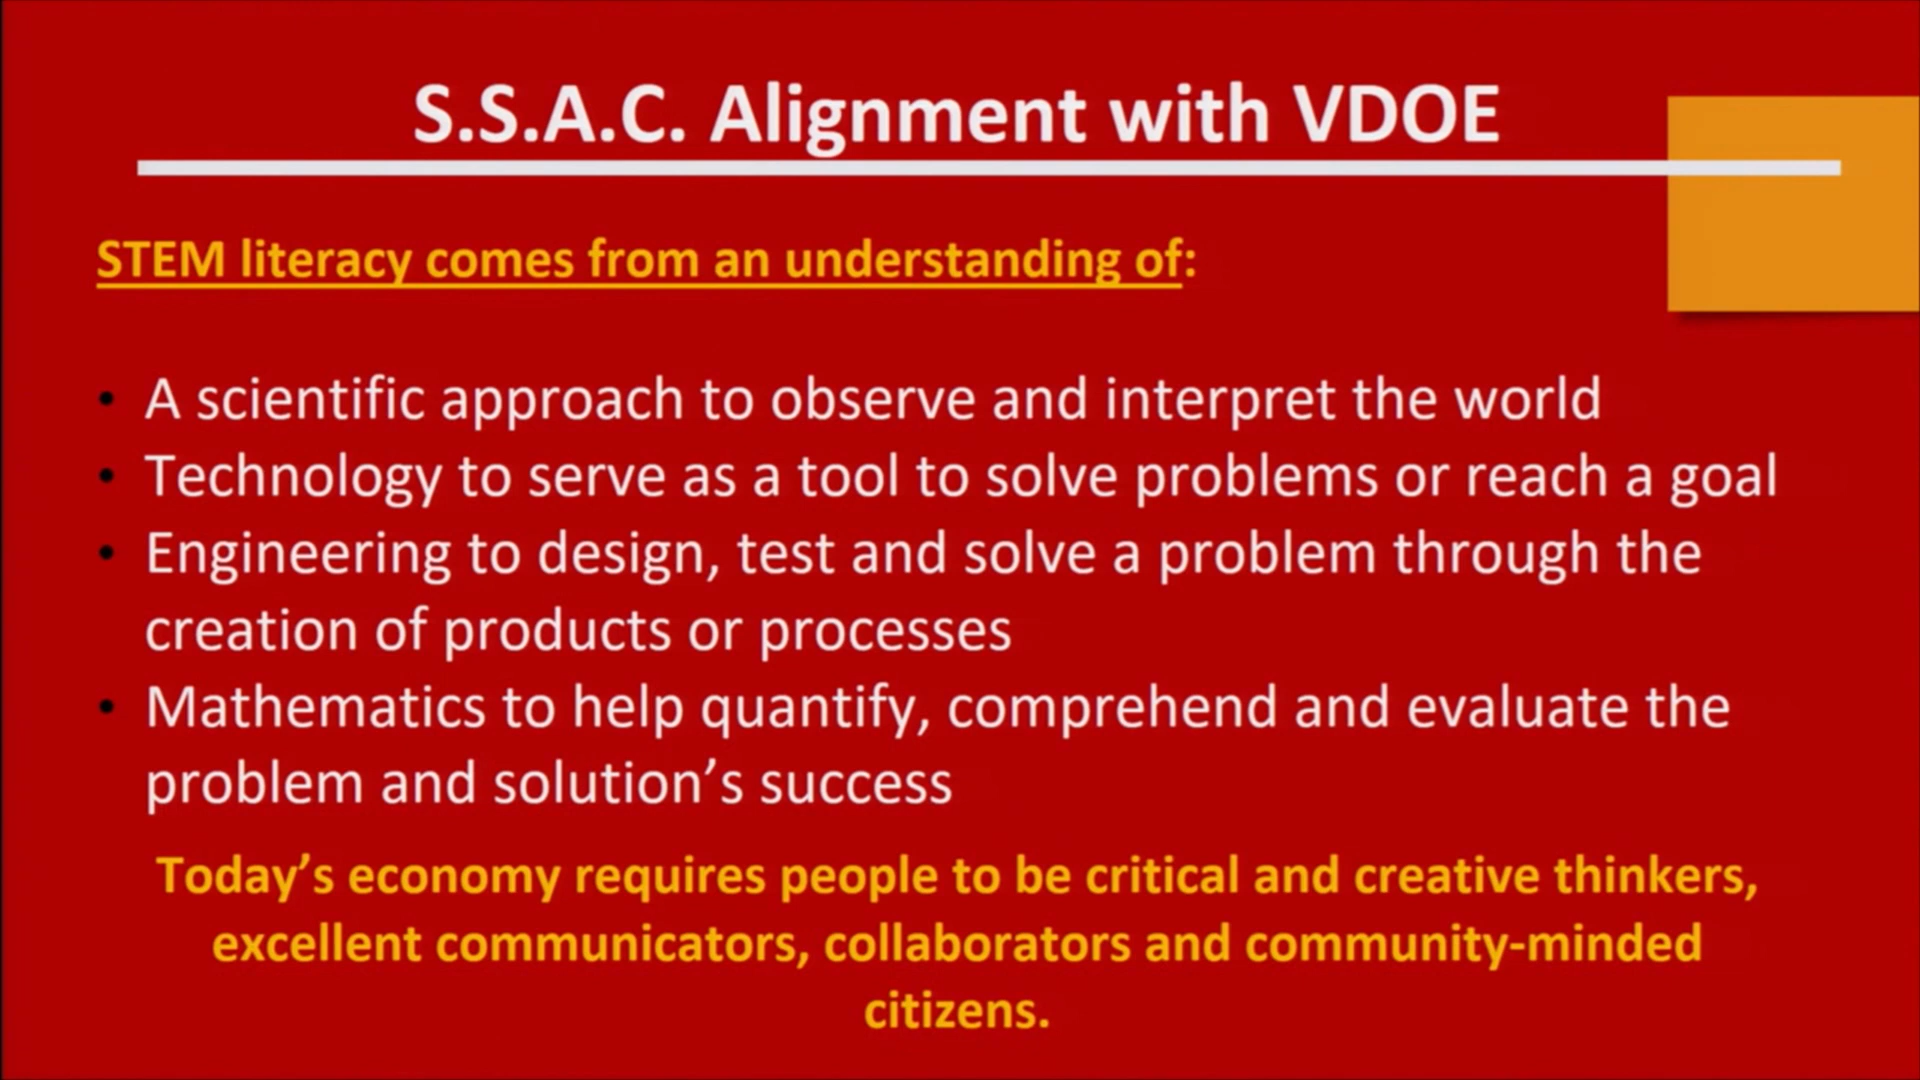 S.S.A.C. Alignment with VDOE
STEM literacy comes from an understanding of:
• A scientific approach to observe and interpret the world
• Technology to serve as a tool to solve problems or reach a goal
• Engineering to design, test and solve a problem through the
creation of products or processes
• Mathematics to help quantify, comprehend and evaluate the
problem and solution’s success
Today’s economy requires people to be critical and creative thinkers,
excellent communicators, collaborators and community-minded
citizens.